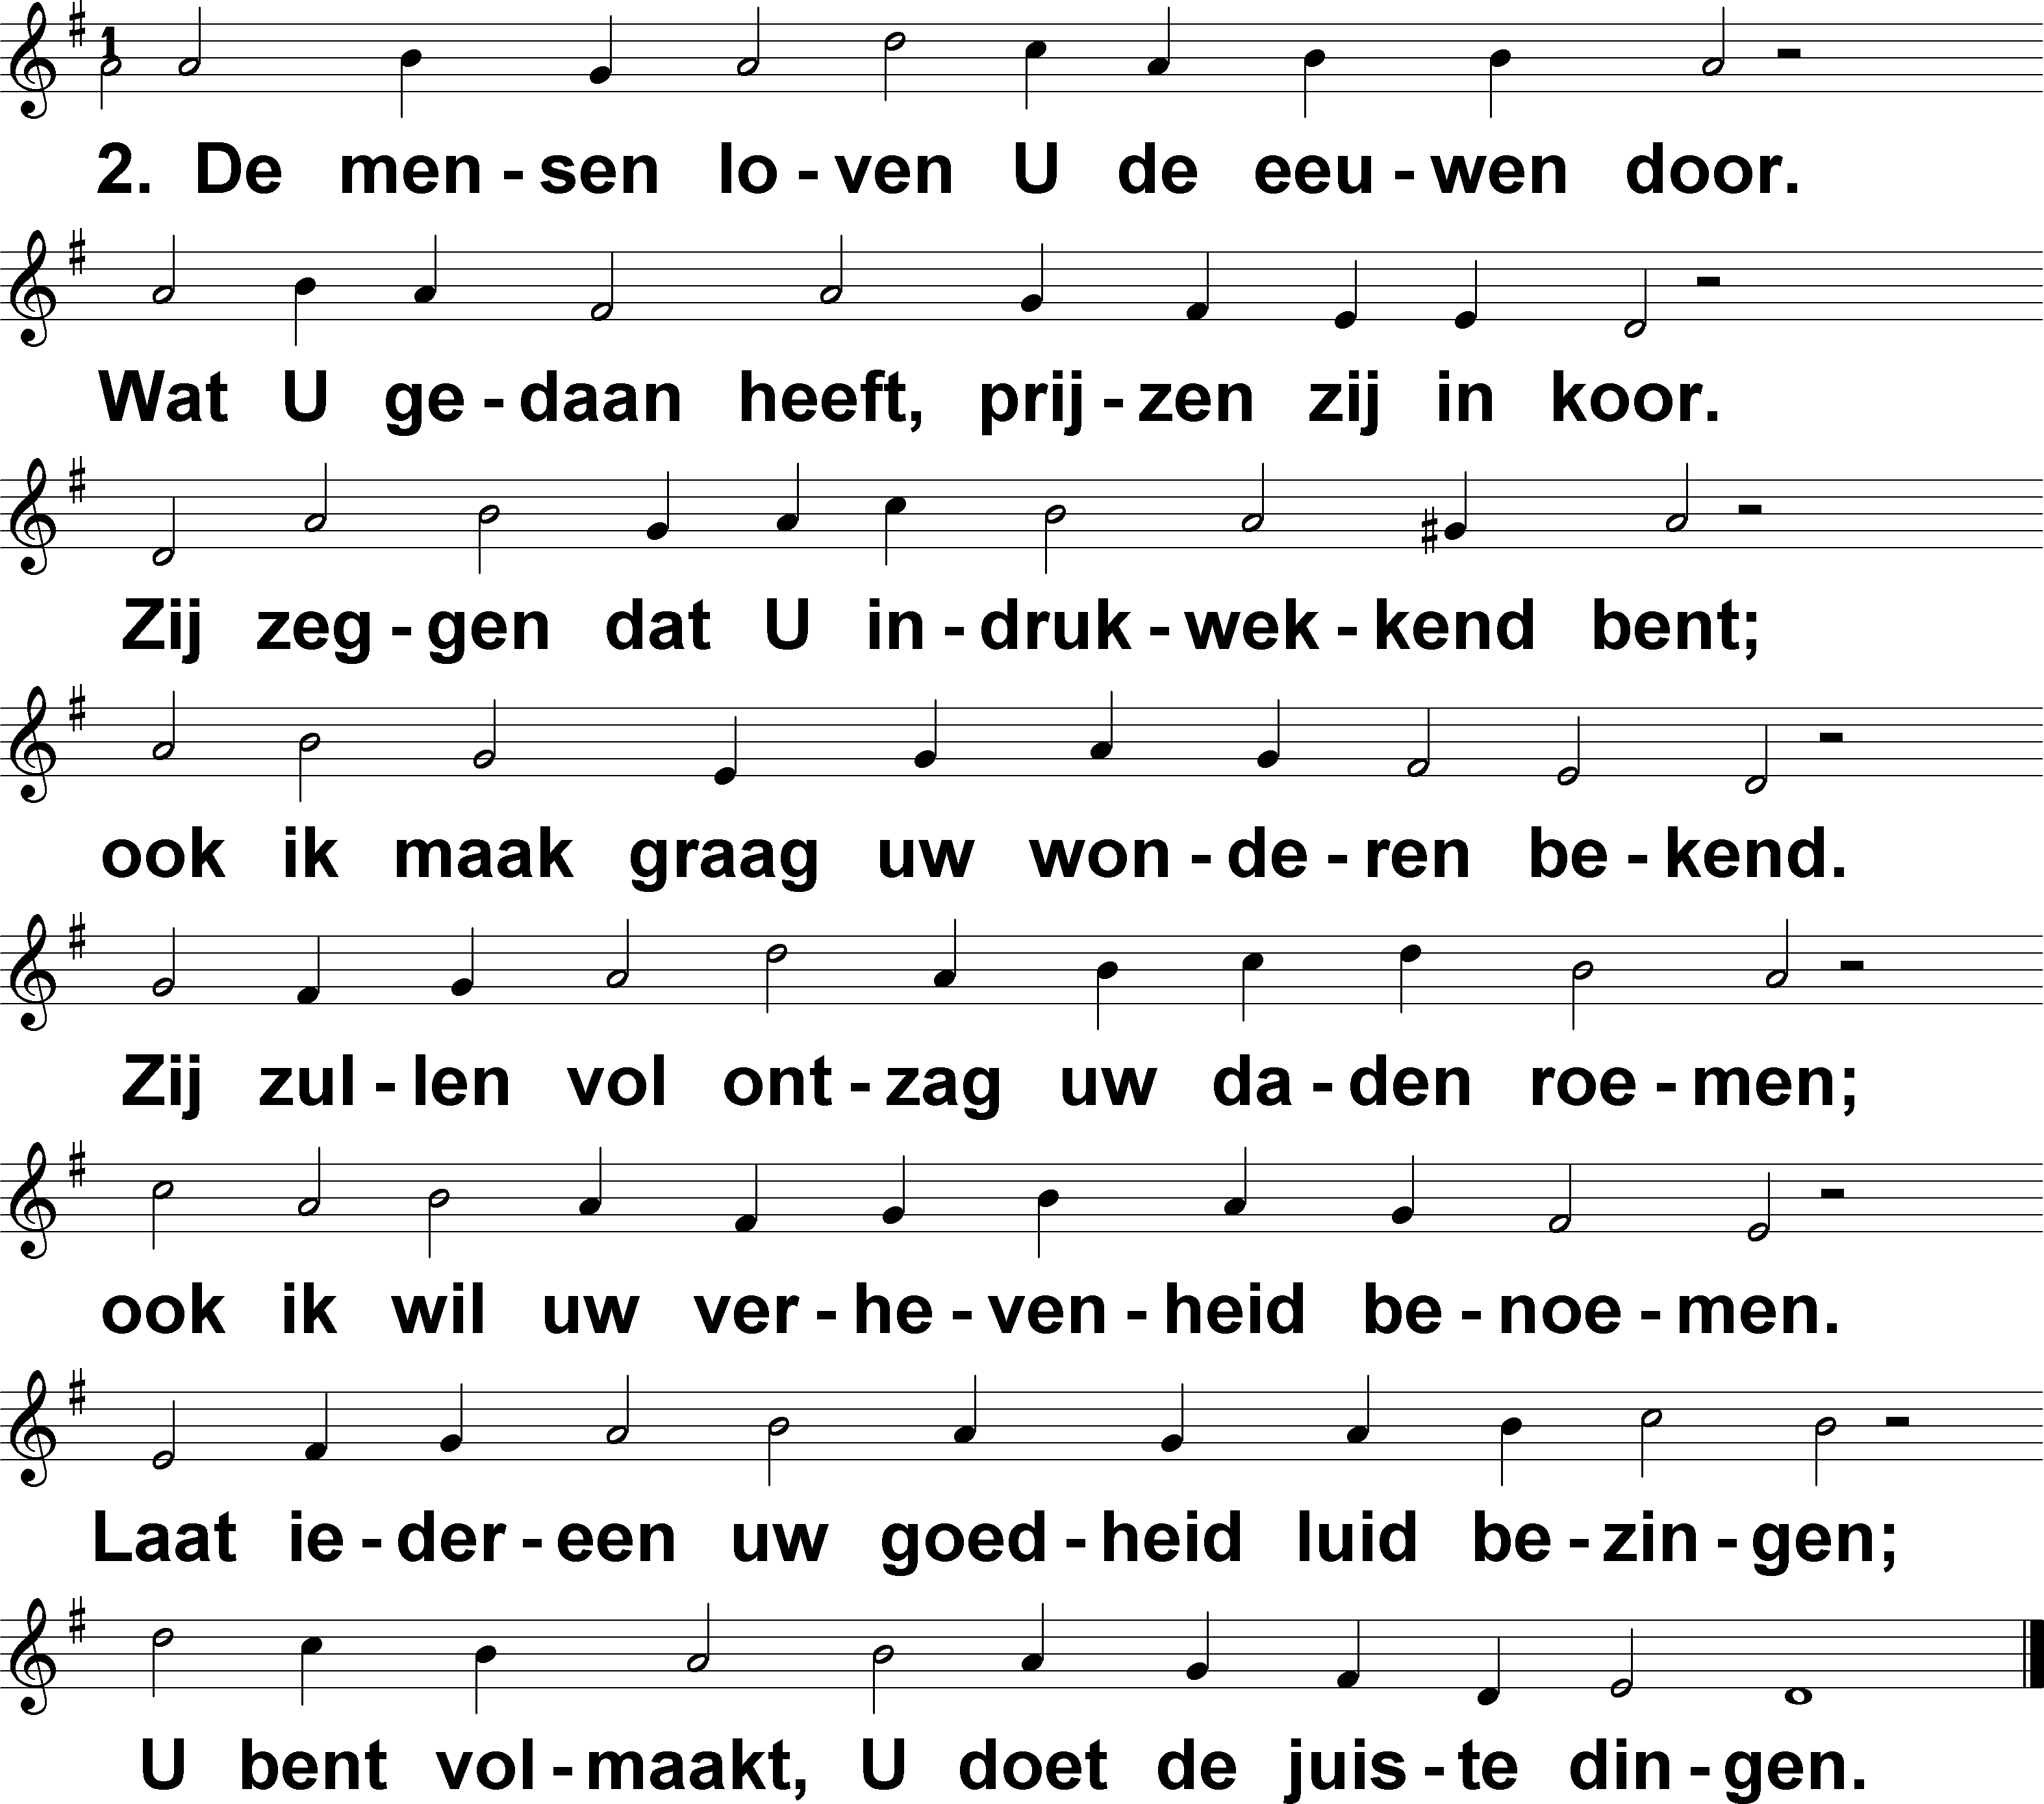 1
2. De men - sen lo - ven U de eeu - wen door.
Wat U ge - daan heeft, prij - zen zij in koor.
Zij zeg - gen dat U in - druk - wek - kend bent;
ook ik maak graag uw won - de - ren be - kend.
Zij zul - len vol ont - zag uw da - den roe - men;
ook ik wil uw ver - he - ven - heid be - noe - men.
Laat ie - der - een uw goed - heid luid be - zin - gen;
U bent vol - maakt, U doet de juis - te din - gen.